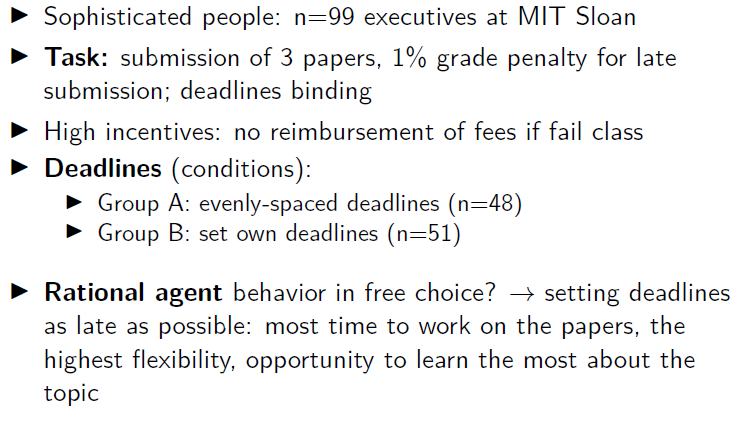 ▶ Sophisticated people: n=99 executives at MIT Sloan
▶ Task: submission of 3 papers, 1% grade penalty for late
submission; deadlines binding
▶ High incentives: no reimbursement of fees if fail class
▶ Deadlines (conditions):
▶ Group A: evenly-spaced deadlines (n=48)
▶ Group B: set own deadlines (n=51)
▶ Rational agent behavior in free choice? → setting deadlines
as late as possible: most time to work on the papers, the
highest flexibility, opportunity to learn the most about the
topic